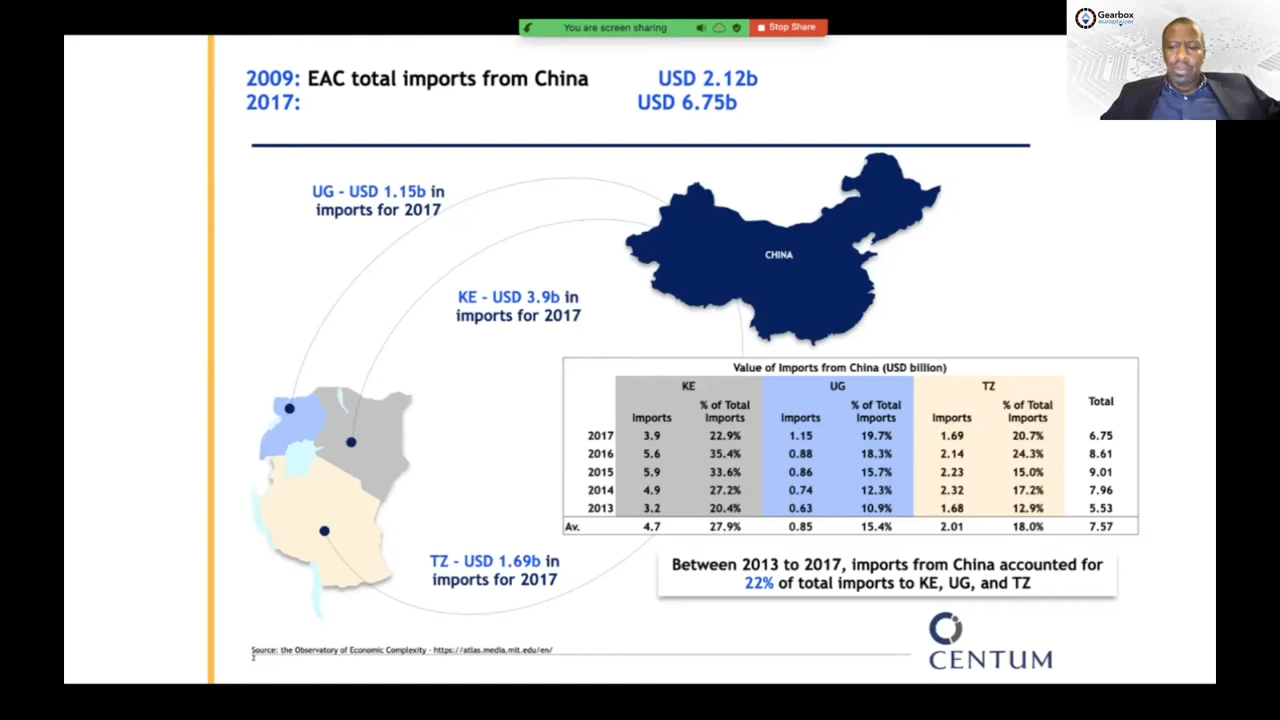 You are screen sharing
Stop Share
Gearbox
europlacer
2009: EAC total imports from China USD 2.12b
2017: USD 6.75b
UG - USD 1.15b in
imports for 2017
CHINA
KE - USD 3.9b in
imports for 2017
Value of Imports from China (USD billion)
KE UG TZ
Imports % of Total Imports Imports % of Total Imports Imports % of Total Imports Total
2017 3.9 22.9% 1.15 19.7% 1.69 20.7% 6.75
2016 5.6 35.4% 0.88 18.3% 2.14 24.3% 8.61
2015 5.9 33.6% 0.86 15.7% 2.23 15.0% 9.01
2014 4.9 27.2% 0.74 12.3% 2.32 17.2% 7.96
2013 3.2 20.4% 0.63 10.9% 1.68 12.9% 5.53
Av. 4.7 27.9% 0.85 15.4% 2.01 18.0% 7.57
TZ - USD 1.69b in
imports for 2017
Between 2013 to 2017, imports from China accounted for
22% of total imports to KE, UG, and TZ
Source: the Observatory of Economic Complexity - https://atlas.media.mit.edu/en/
2
CENTUM